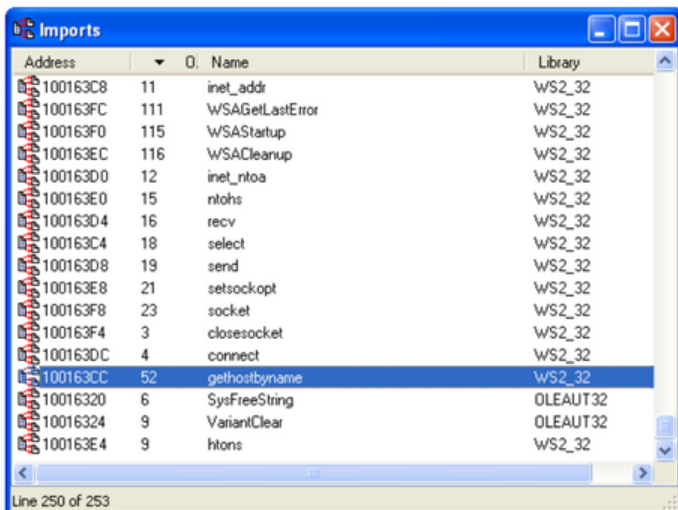 Imports
Address O. Name Library
100163C8 11 inet_addr WS2_32
100163FC 111 WSAGetLastError WS2_32
100163F0 115 WSAStartup WS2_32
100163EC 116 WSACleanup WS2_32
100163D0 12 inet_ntoa WS2_32
100163E0 15 ntohs WS2_32
100163D4 16 recv WS2_32
100163C4 18 select WS2_32
100163D8 19 send WS2_32
100163E8 21 setsockopt WS2_32
100163F8 23 socket WS2_32
100163F4 3 closesocket WS2_32
100163DC 4 connect WS2_32
100163CC 52 gethostbyname WS2_32
10016320 6 SysFreeString OLEAUT32
10016324 9 VariantClear OLEAUT32
100163E4 9 htons WS2_32
Line 250 of 253